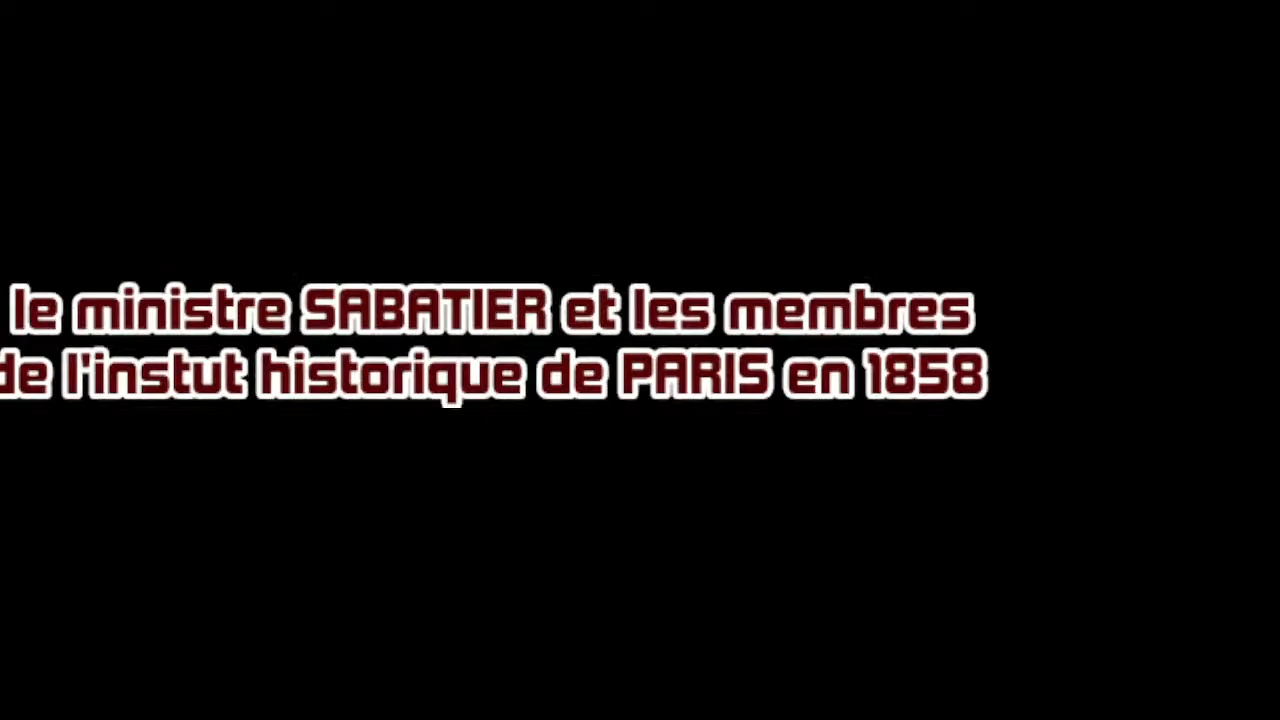 le ministre SABATIER et les membres
de l'instut historique de PARIS en 1858